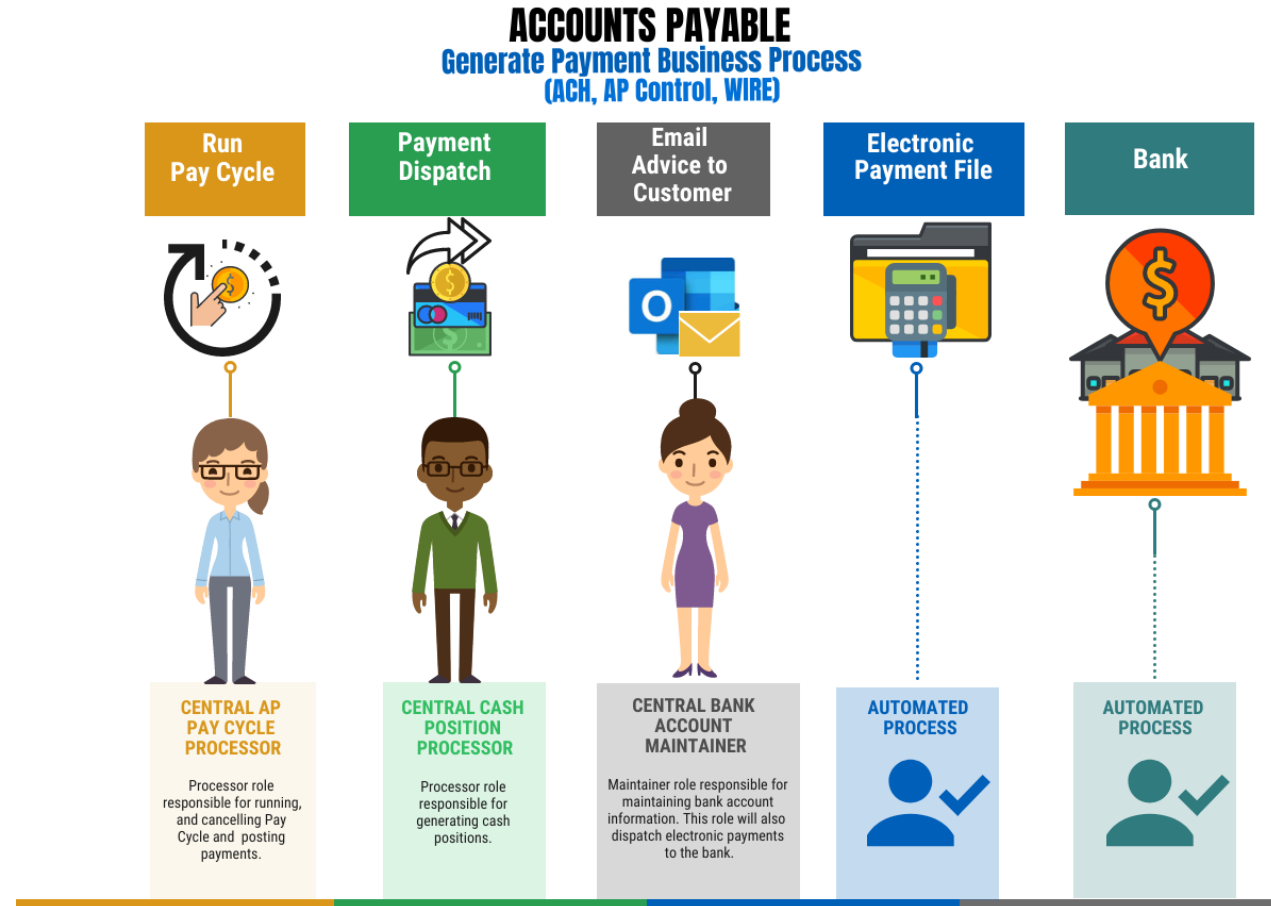 ACCOUNTS PAYABLE
Generate Payment Business Process
(ACH, AP Control, WIRE)
Run
Pay Cycle
Payment
Dispatch
Email
Advice to
Customer
Electronic
Payment File
Bank
O
CENTRAL AP
PAY CYCLE
PROCESSOR
Processor role
responsible for running,
and cancelling Pay
Cycle and posting
payments.
CENTRAL CASH
POSITION
PROCESSOR
Processor role
responsible for
generating cash
positions.
CENTRAL BANK
ACCOUNT
MAINTAINER
Maintainer role responsible for
maintaining bank account
information. This role will also
dispatch electronic payments
to the bank.
AUTOMATED
PROCESS
AUTOMATED
PROCESS